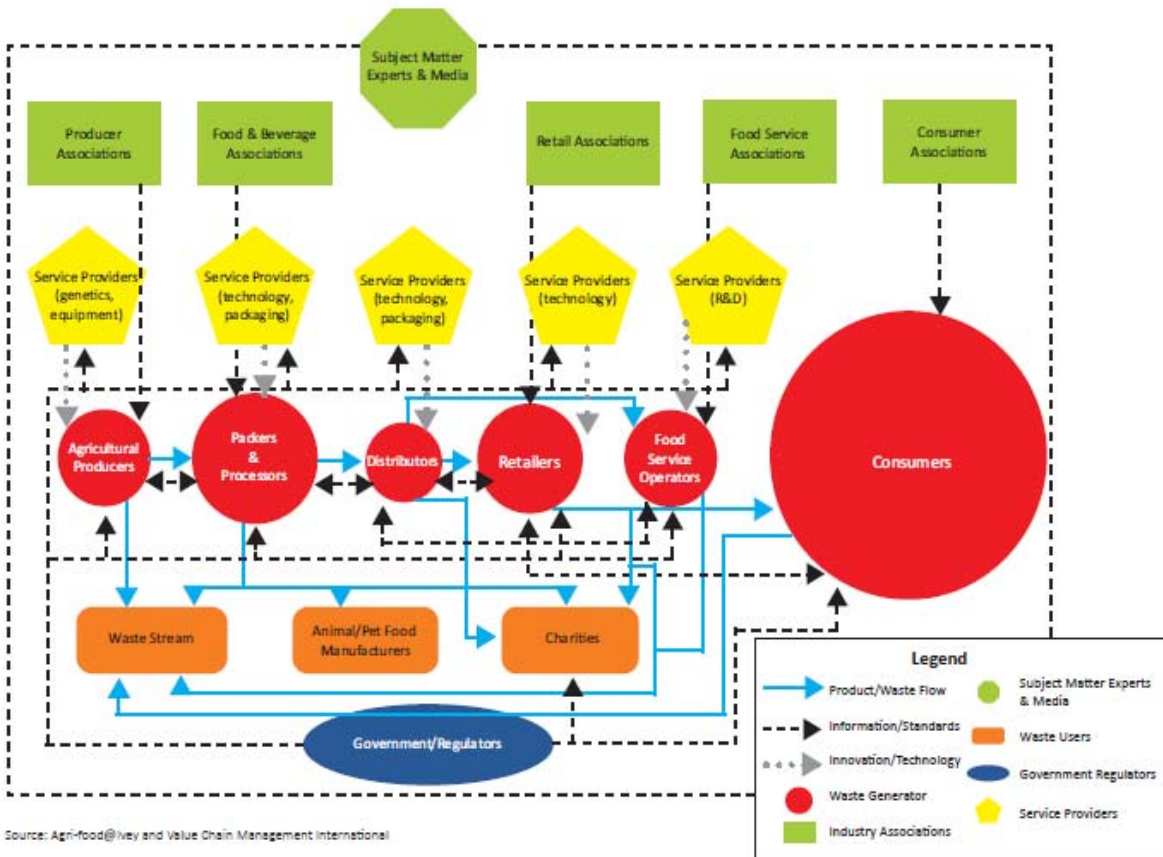 Subject Matter
Experts & Media
Producer
Associations
Food & Beverage
Associations
Retail Associations
Food Service
Associations
Consumer
Associations
Service Providers
(genetics,
equipment)
Service Providers
(technology,
packaging)
Service Providers
(technology,
packaging)
Service Providers
(technology)
Service Providers
(R&D)
Agricultural
Producers
Packers
&
Processors
Distributors
Retailers
Food
Service
Operators
Consumers
Waste Stream
Animal/Pet Food
Manufacturers
Charities
Government/Regulators
Legend
Product/Waste Flow
Information/Standards
Innovation/Technology
Waste Generator
Industry Associations
Subject Matter Experts
& Media
Waste Users
Government Regulators
Service Providers
Source: Agri-food@Ivey and Value Chain Management International